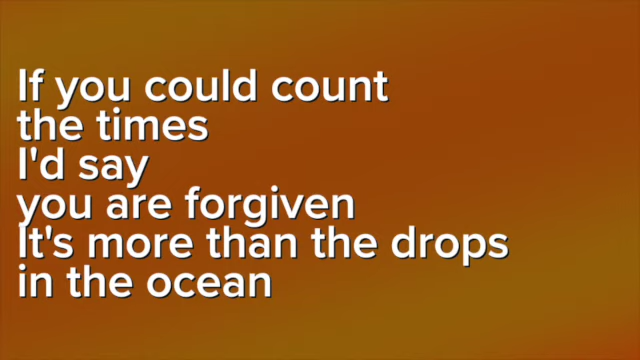 If you could count
the times
I'd say
you are forgiven
It's more than the drops
in the ocean